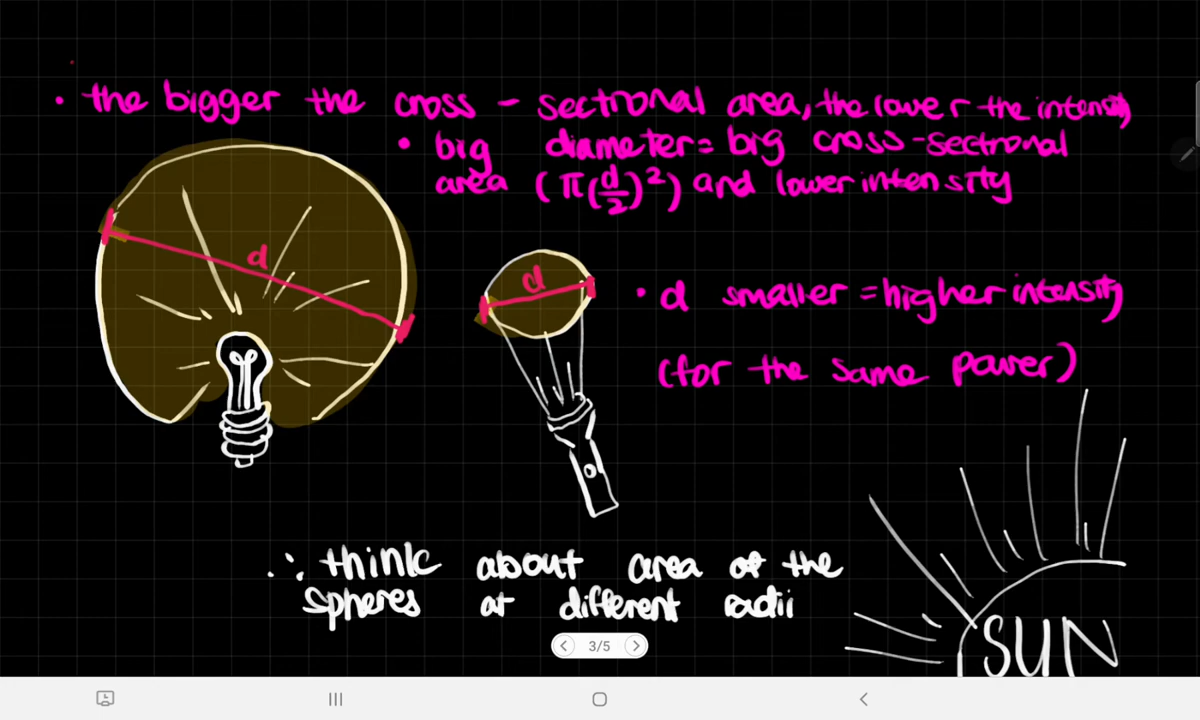 • the bigger the cross - sectional area, the lower the intensity
• big diameter = big cross-sectional
area (π(d/2)²) and lower intensity
d
d
• d smaller = higher intensity
(for the same power)
∴ think about area of the
spheres at different radii
SUN
3/5